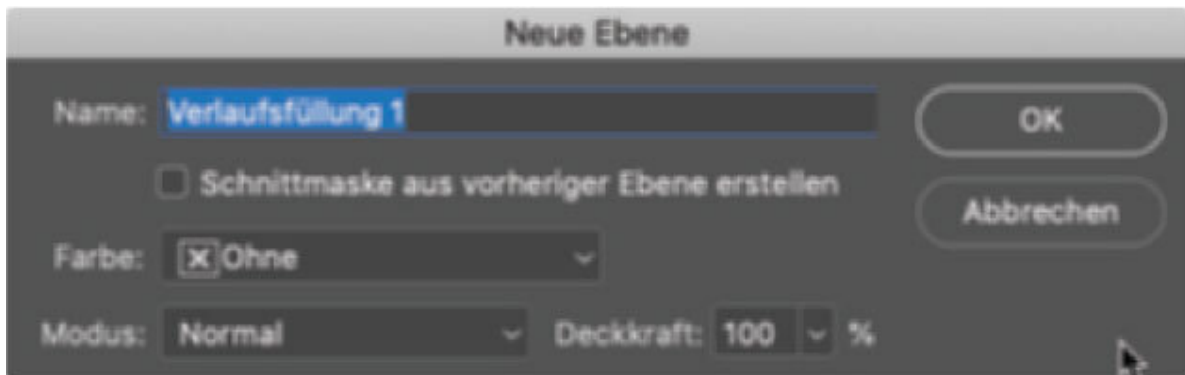 Neue Ebene
Name: Verlaufsfüllung 1
OK
Schnittmaske aus vorheriger Ebene erstellen
Abbrechen
Farbe: Ohne
Modus: Normal Deckkraft: 100 %